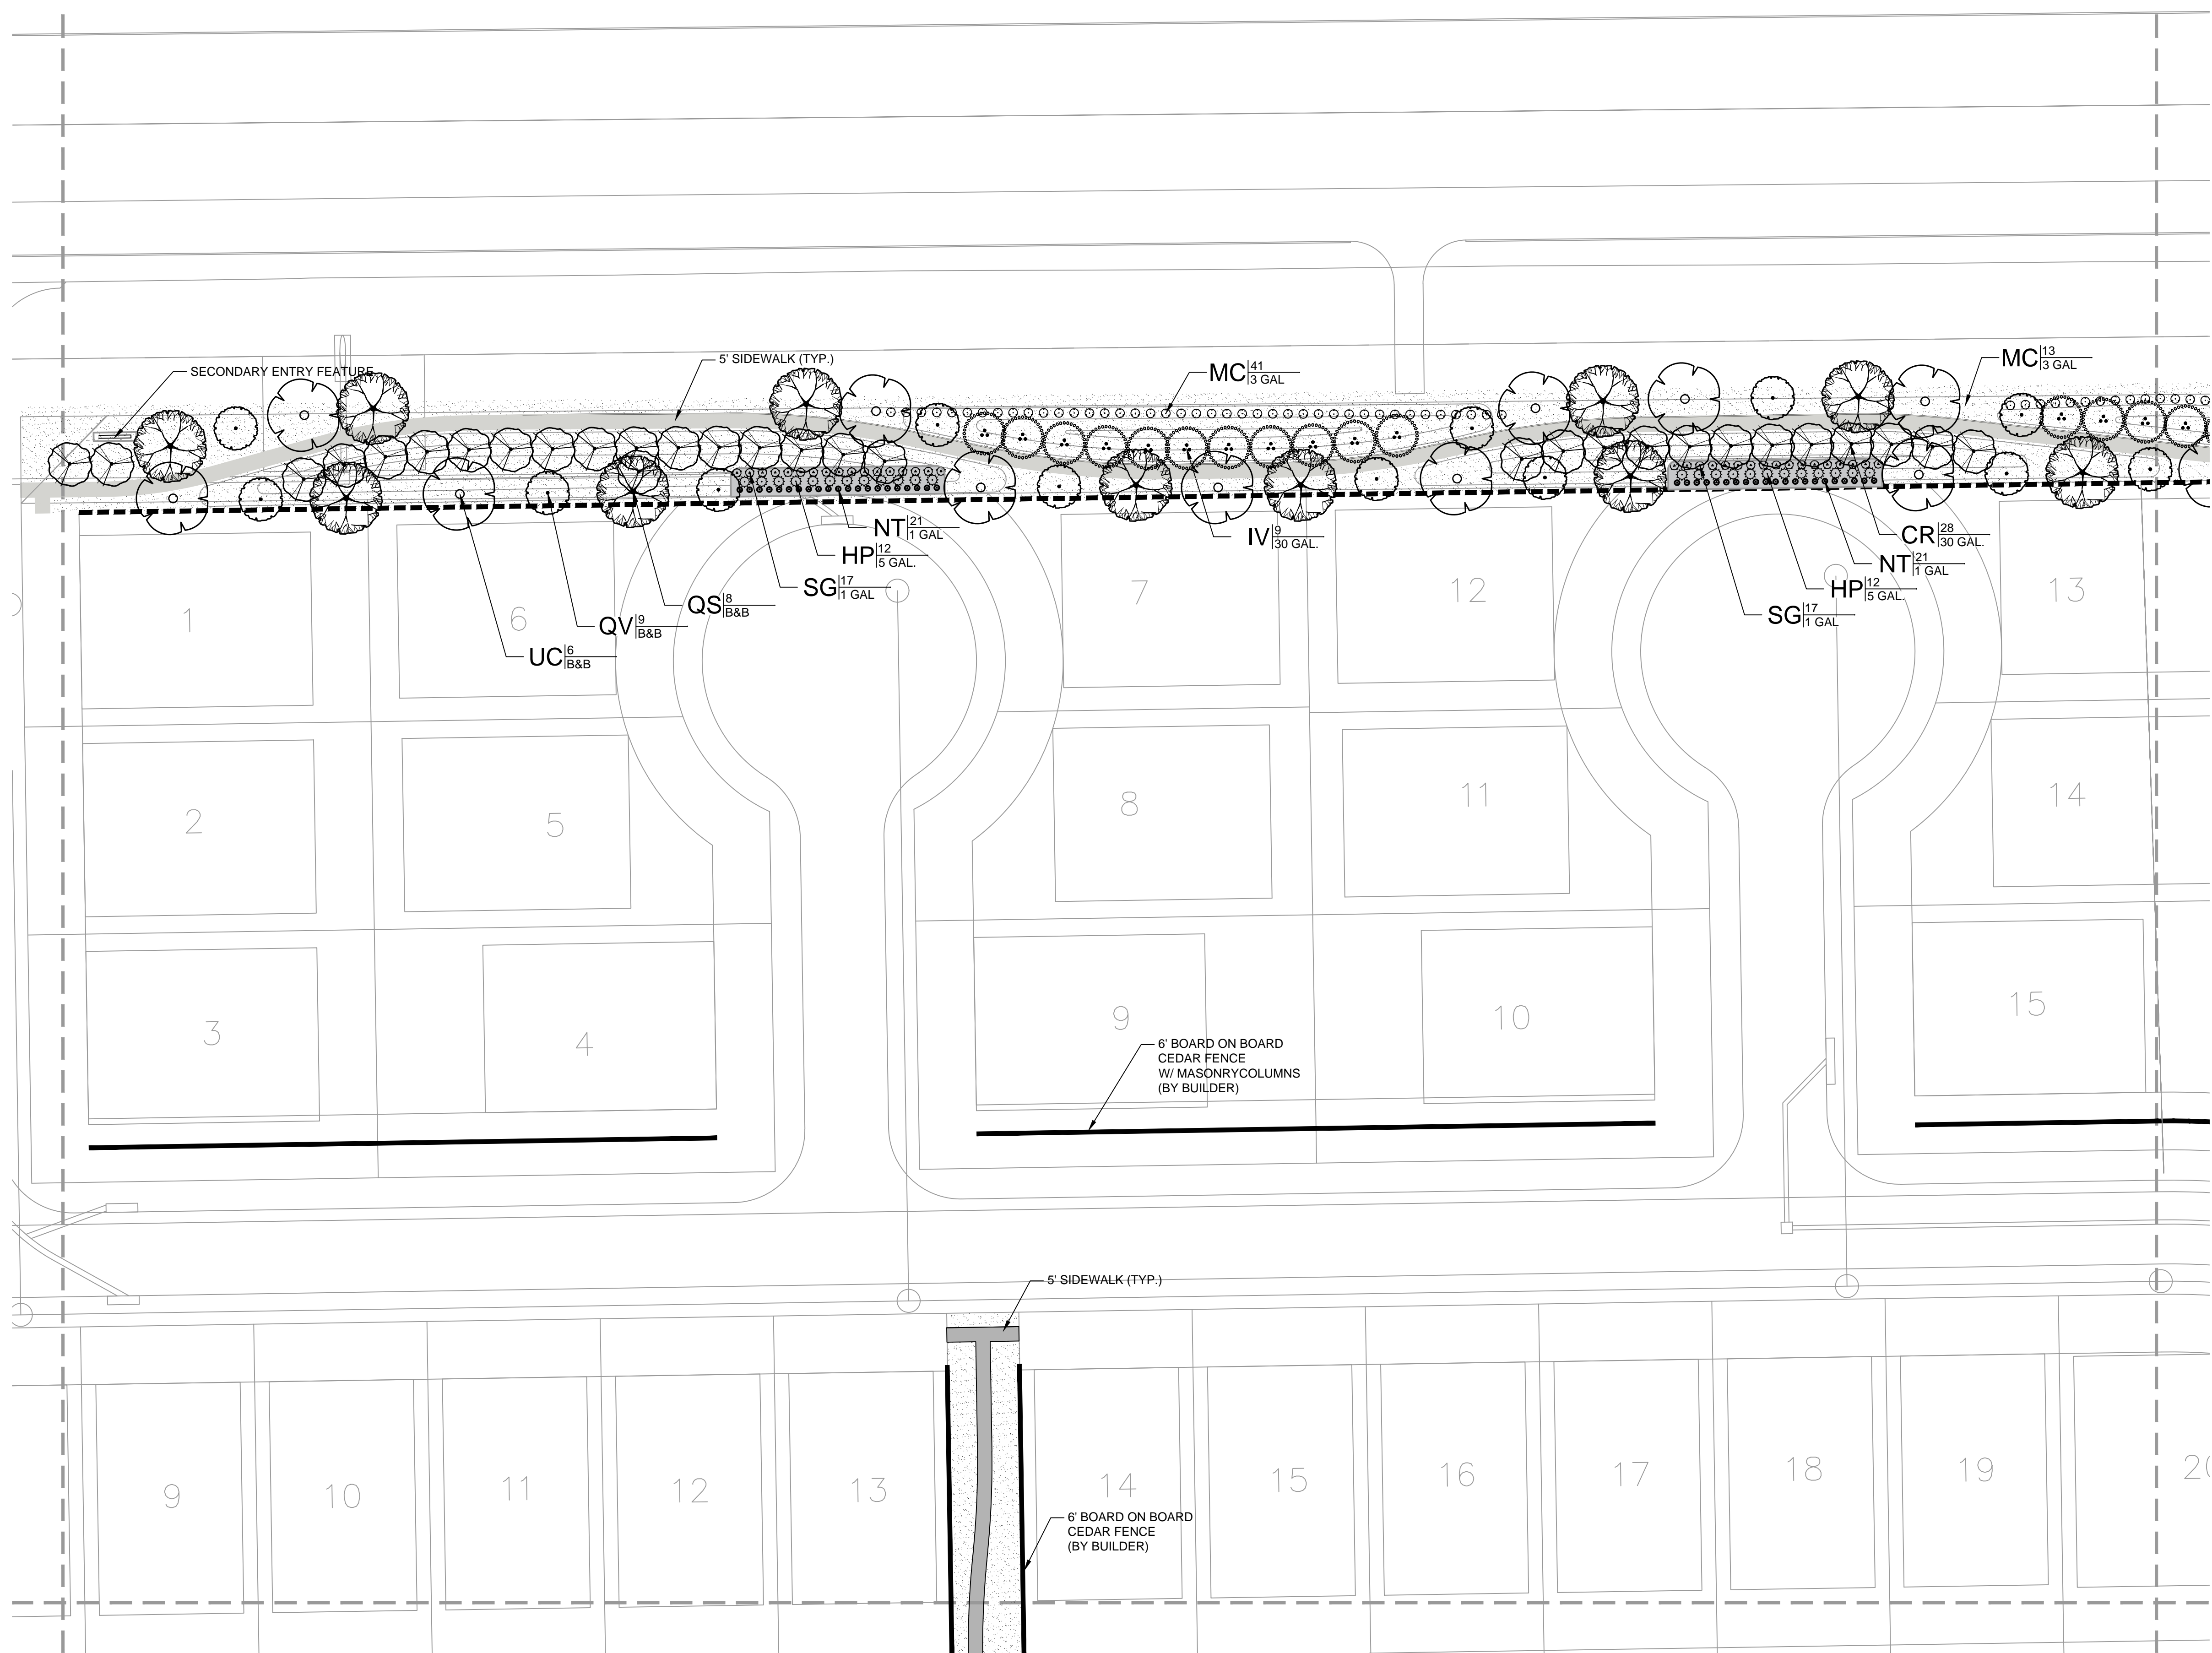 5' SIDEWALK (TYP.)
SECONDARY ENTRY FEATURE
MC 41
3 GAL
MC 13
3 GAL
NT 21
1 GAL
HP 12
5 GAL.
SG 17
1 GAL
QS 8
B&B
QV 9
B&B
UC 6
B&B
IV 9
30 GAL.
CR 28
30 GAL.
NT 21
1 GAL
HP 12
5 GAL.
SG 17
1 GAL
1
6
7
12
13
2
5
8
11
14
3
4
9
10
15
6' BOARD ON BOARD
CEDAR FENCE
W/ MASONRYCOLUMNS
(BY BUILDER)
5' SIDEWALK (TYP.)
9
10
11
12
13
14
15
16
17
18
19
6' BOARD ON BOARD
CEDAR FENCE
(BY BUILDER)